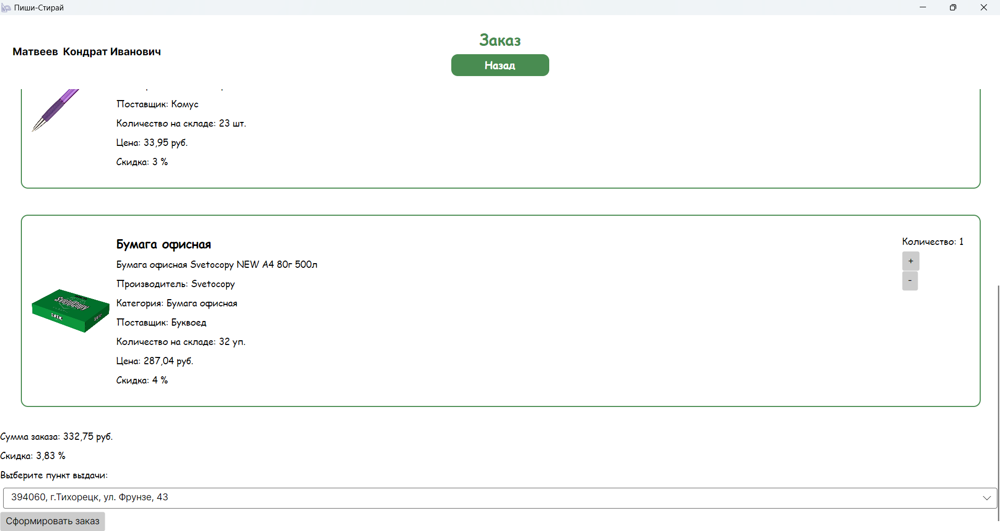 Пиши-Стирай
Заказ
Матвеев Кондрат Иванович
Назад
Поставщик: Комус
Количество на складе: 23 шт.
Цена: 33,95 руб.
Скидка: 3 %
Бумага офисная
Количество: 1
Бумага офисная Svetocopy NEW A4 80г 500л
+
Производитель: Svetocopy
-
Категория: Бумага офисная
Svetocopy
Поставщик: Буквоед
Количество на складе: 32 уп.
Цена: 287,04 руб.
Скидка: 4 %
Сумма заказа: 332,75 руб.
Скидка: 3,83 %
Выберите пункт выдачи:
394060, г.Тихорецк, ул. Фрунзе, 43
Сформировать заказ